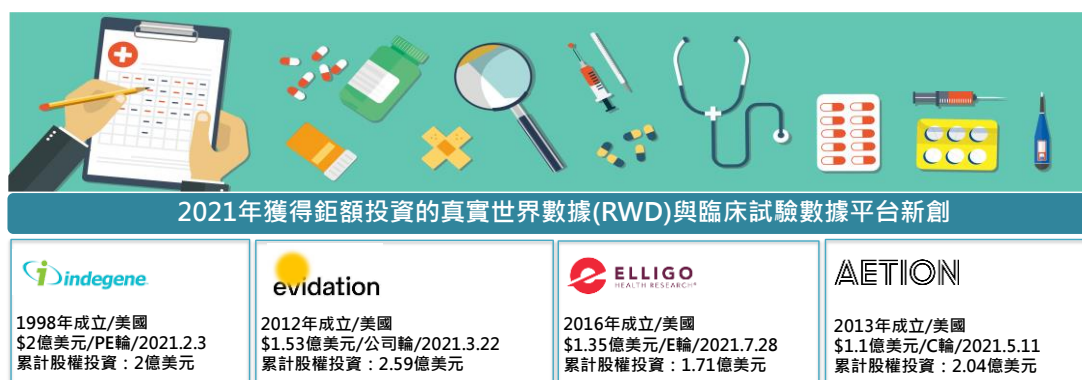 2021年獲得鉅額投資的真實世界數據(RWD)與臨床試驗數據平台新創
indegene
1998年成立/美國
$2億美元/PE輪/2021.2.3
累計股權投資：2億美元
evidation
2012年成立/美國
$1.53億美元/公司輪/2021.3.22
累計股權投資：2.59億美元
ELLIGO
HEALTH RESEARCH®
2016年成立/美國
$1.35億美元/E輪/2021.7.28
累計股權投資：1.71億美元
AETION
2013年成立/美國
$1.1億美元/C輪/2021.5.11
累計股權投資：2.04億美元